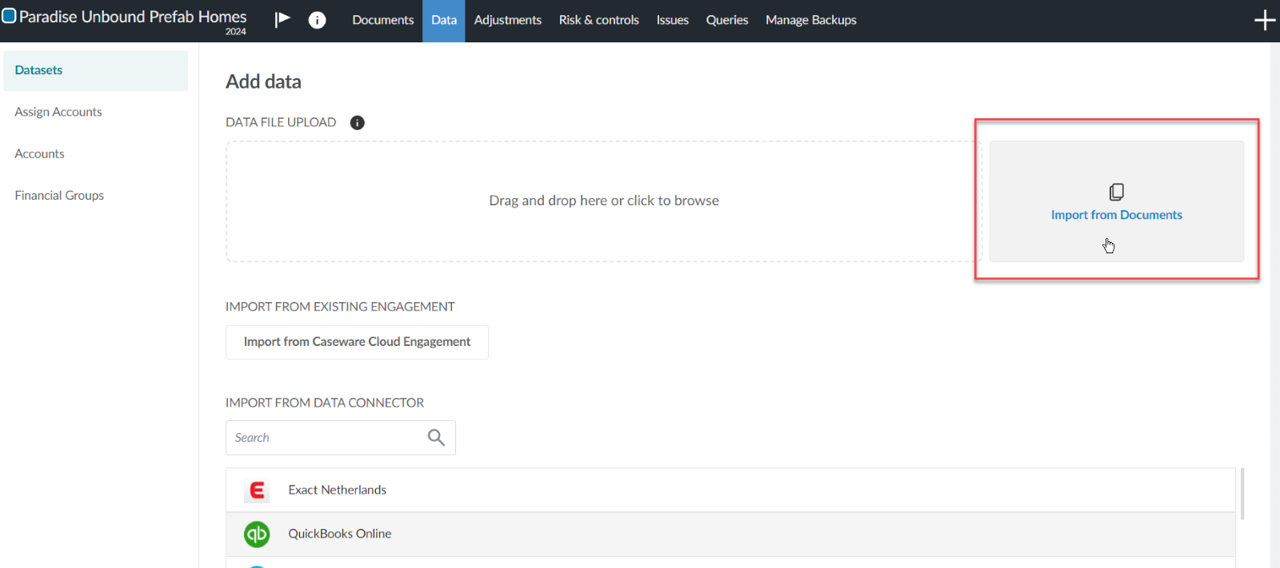 Paradise Unbound Prefab Homes
2024
Documents
Data
Adjustments
Risk & controls
Issues
Queries
Manage Backups
Datasets
Assign Accounts
Accounts
Financial Groups
Add data
DATA FILE UPLOAD
Drag and drop here or click to browse
Import from Documents
IMPORT FROM EXISTING ENGAGEMENT
Import from Caseware Cloud Engagement
IMPORT FROM DATA CONNECTOR
Search
E
Exact Netherlands
qb
QuickBooks Online